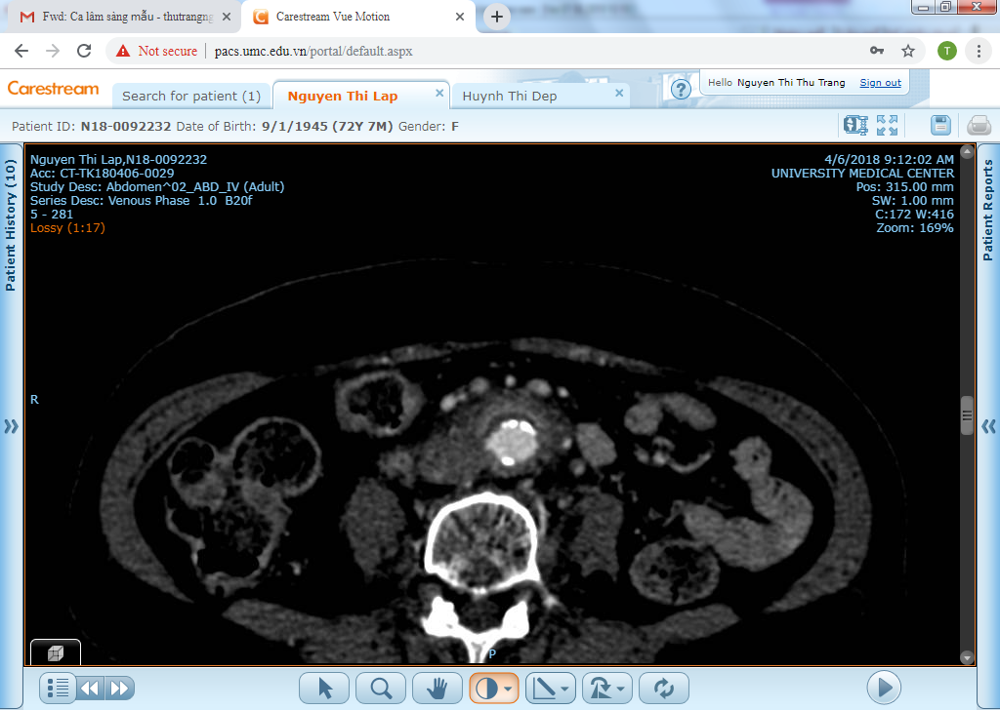 Fwd: Ca lâm sàng mẫu - thutrangng
Carestream Vue Motion
Not secure
pacs.umc.edu.vn/portal/default.aspx
T
Carestream
Search for patient (1)
Nguyen Thi Lap
Huynh Thi Dep
?
Hello Nguyen Thi Thu Trang
Sign out
Patient ID: N18-0092232 Date of Birth: 9/1/1945 (72Y 7M) Gender: F
Patient History (10)
Patient Reports
Nguyen Thi Lap,N18-0092232
Acc: CT-TK180406-0029
Study Desc: Abdomen^02_ABD_IV (Adult)
Series Desc: Venous Phase 1.0 B20f
5 - 281
Lossy (1:17)
4/6/2018 9:12:02 AM
UNIVERSITY MEDICAL CENTER
Pos: 315.00 mm
SW: 1.00 mm
C:172 W:416
Zoom: 169%
R
P